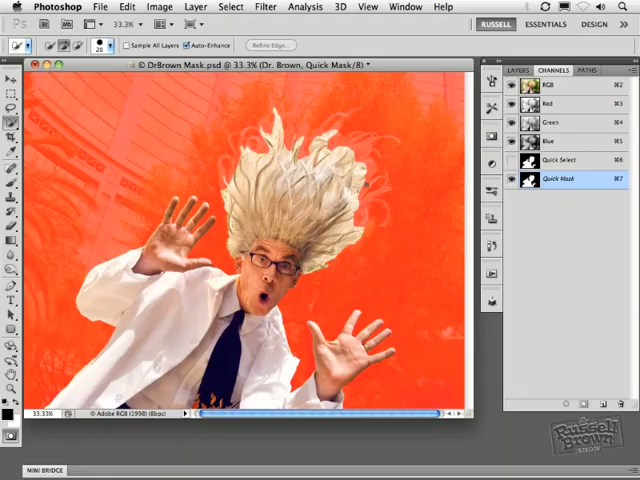 Photoshop File Edit Image Layer Select Filter Analysis 3D View Window Help
Ps 33.3% RUSSELL ESSENTIALS DESIGN
20 Sample All Layers Auto-Enhance Refine Edge...
© DrBrown Mask.psd @ 33.3% (Dr. Brown, Quick Mask/8) *
LAYERS CHANNELS PATHS
RGB ⌘2
Red ⌘3
Green ⌘4
Blue ⌘5
Quick Select ⌘6
Quick Mask ⌘7
33.33% © Adobe RGB (1998) (8bpc)
Russell
Brown
SHOW
MINI BRIDGE